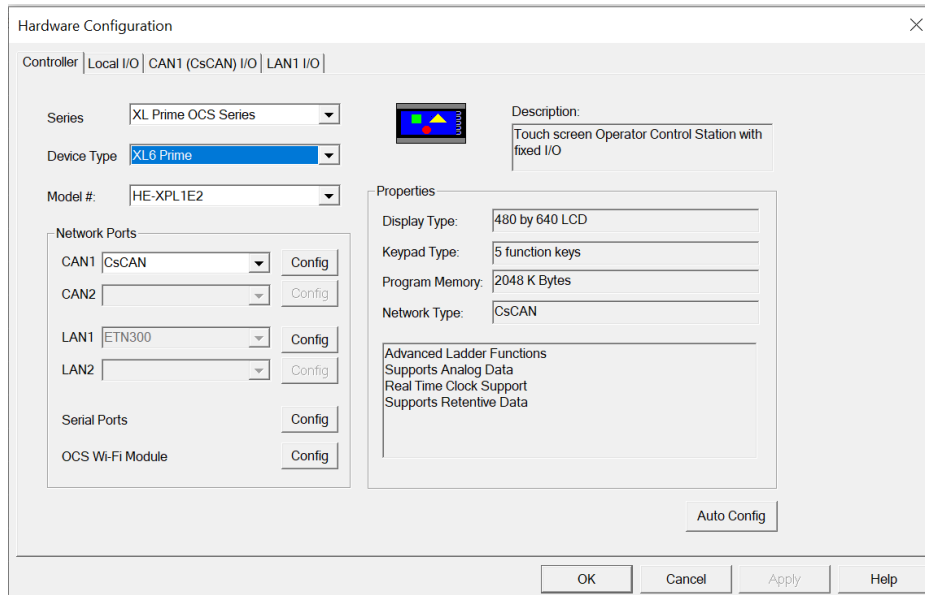 Hardware Configuration
Controller Local I/O CAN1 (CsCAN) I/O LAN1 I/O
Series XL Prime OCS Series
Device Type XL6 Prime
Model #: HE-XPL1E2
Network Ports
CAN1 CsCAN Config
CAN2 Config
LAN1 ETN300 Config
LAN2 Config
Serial Ports Config
OCS Wi-Fi Module Config
Description:
Touch screen Operator Control Station with
fixed I/O
Properties
Display Type: 480 by 640 LCD
Keypad Type: 5 function keys
Program Memory: 2048 K Bytes
Network Type: CsCAN
Advanced Ladder Functions
Supports Analog Data
Real Time Clock Support
Supports Retentive Data
Auto Config
OK Cancel Apply Help